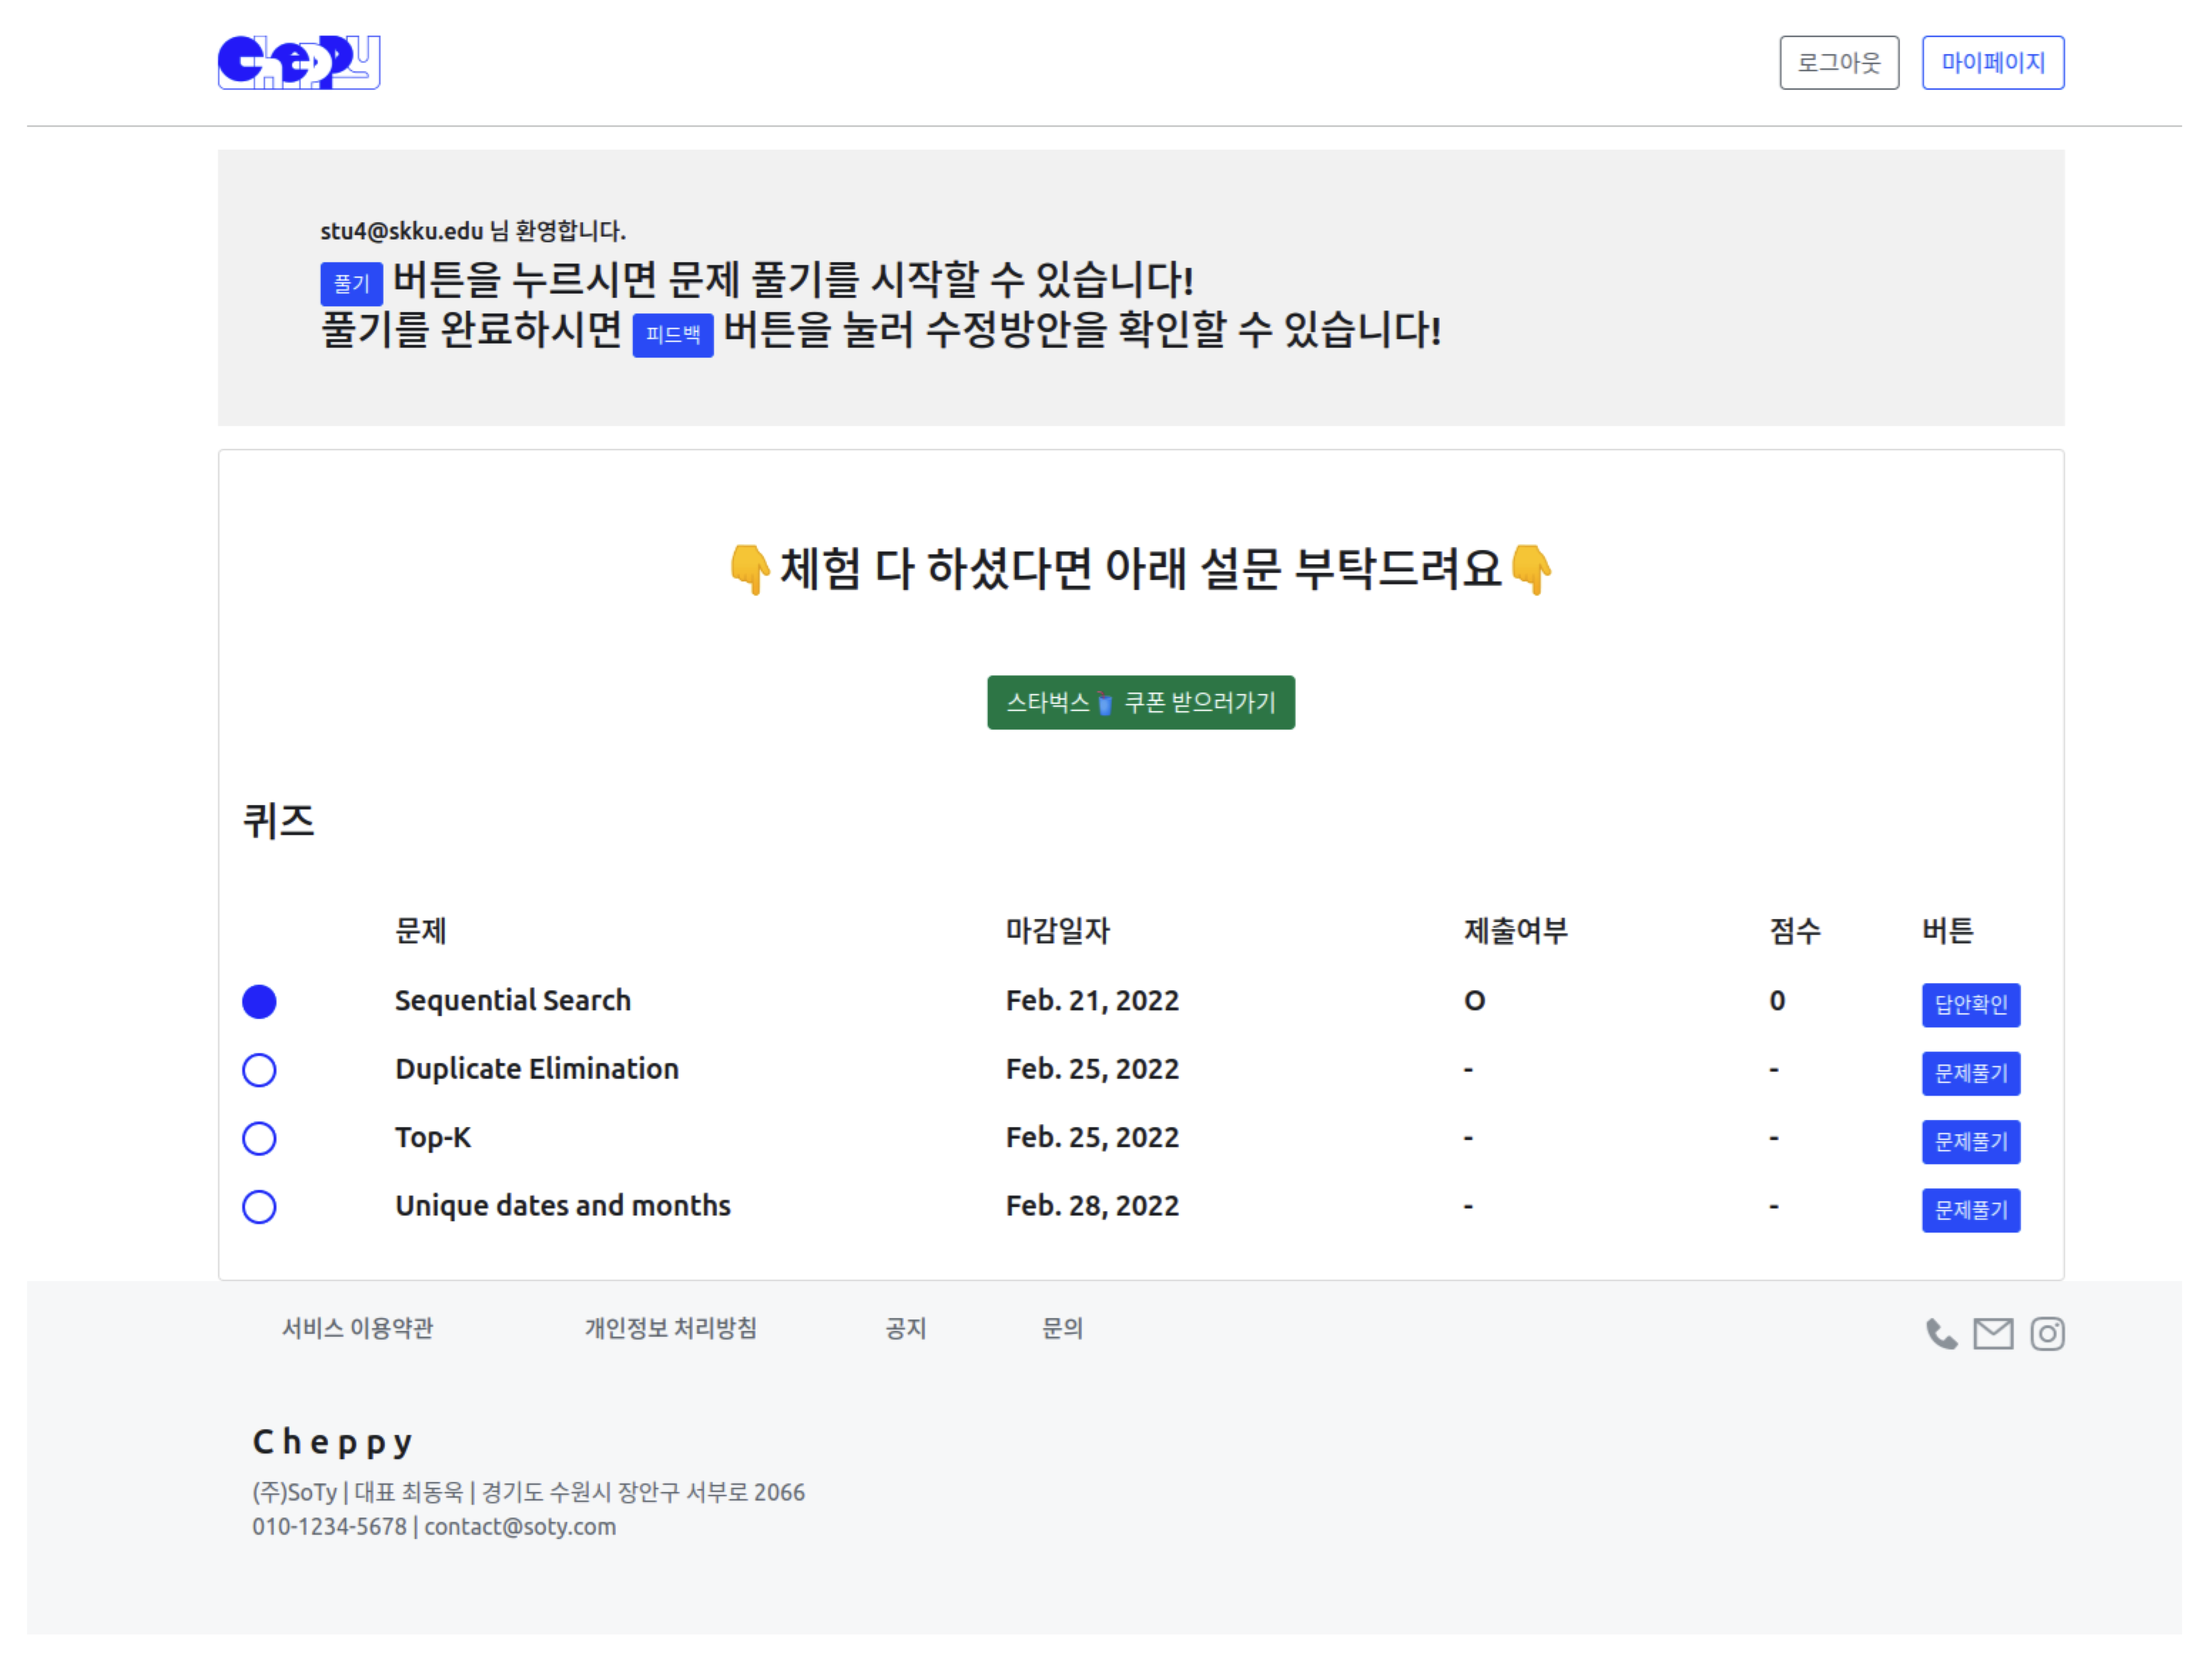 Cheppy
로그아웃 마이페이지
stu4@skku.edu 님 환영합니다.
풀기 버튼을 누르시면 문제 풀기를 시작할 수 있습니다!
풀기를 완료하시면 피드백 버튼을 눌러 수정방안을 확인할 수 있습니다!
👇체험 다 하셨다면 아래 설문 부탁드려요👇
스타벅스🥤 쿠폰 받으러가기
퀴즈
문제 마감일자 제출여부 점수 버튼
Sequential Search Feb. 21, 2022 O 0 답안확인
Duplicate Elimination Feb. 25, 2022 - - 문제풀기
Top-K Feb. 25, 2022 - - 문제풀기
Unique dates and months Feb. 28, 2022 - - 문제풀기
서비스 이용약관 개인정보 처리방침 공지 문의
Cheppy
(주)SoTy | 대표 최동욱 | 경기도 수원시 장안구 서부로 2066
010-1234-5678 | contact@soty.com